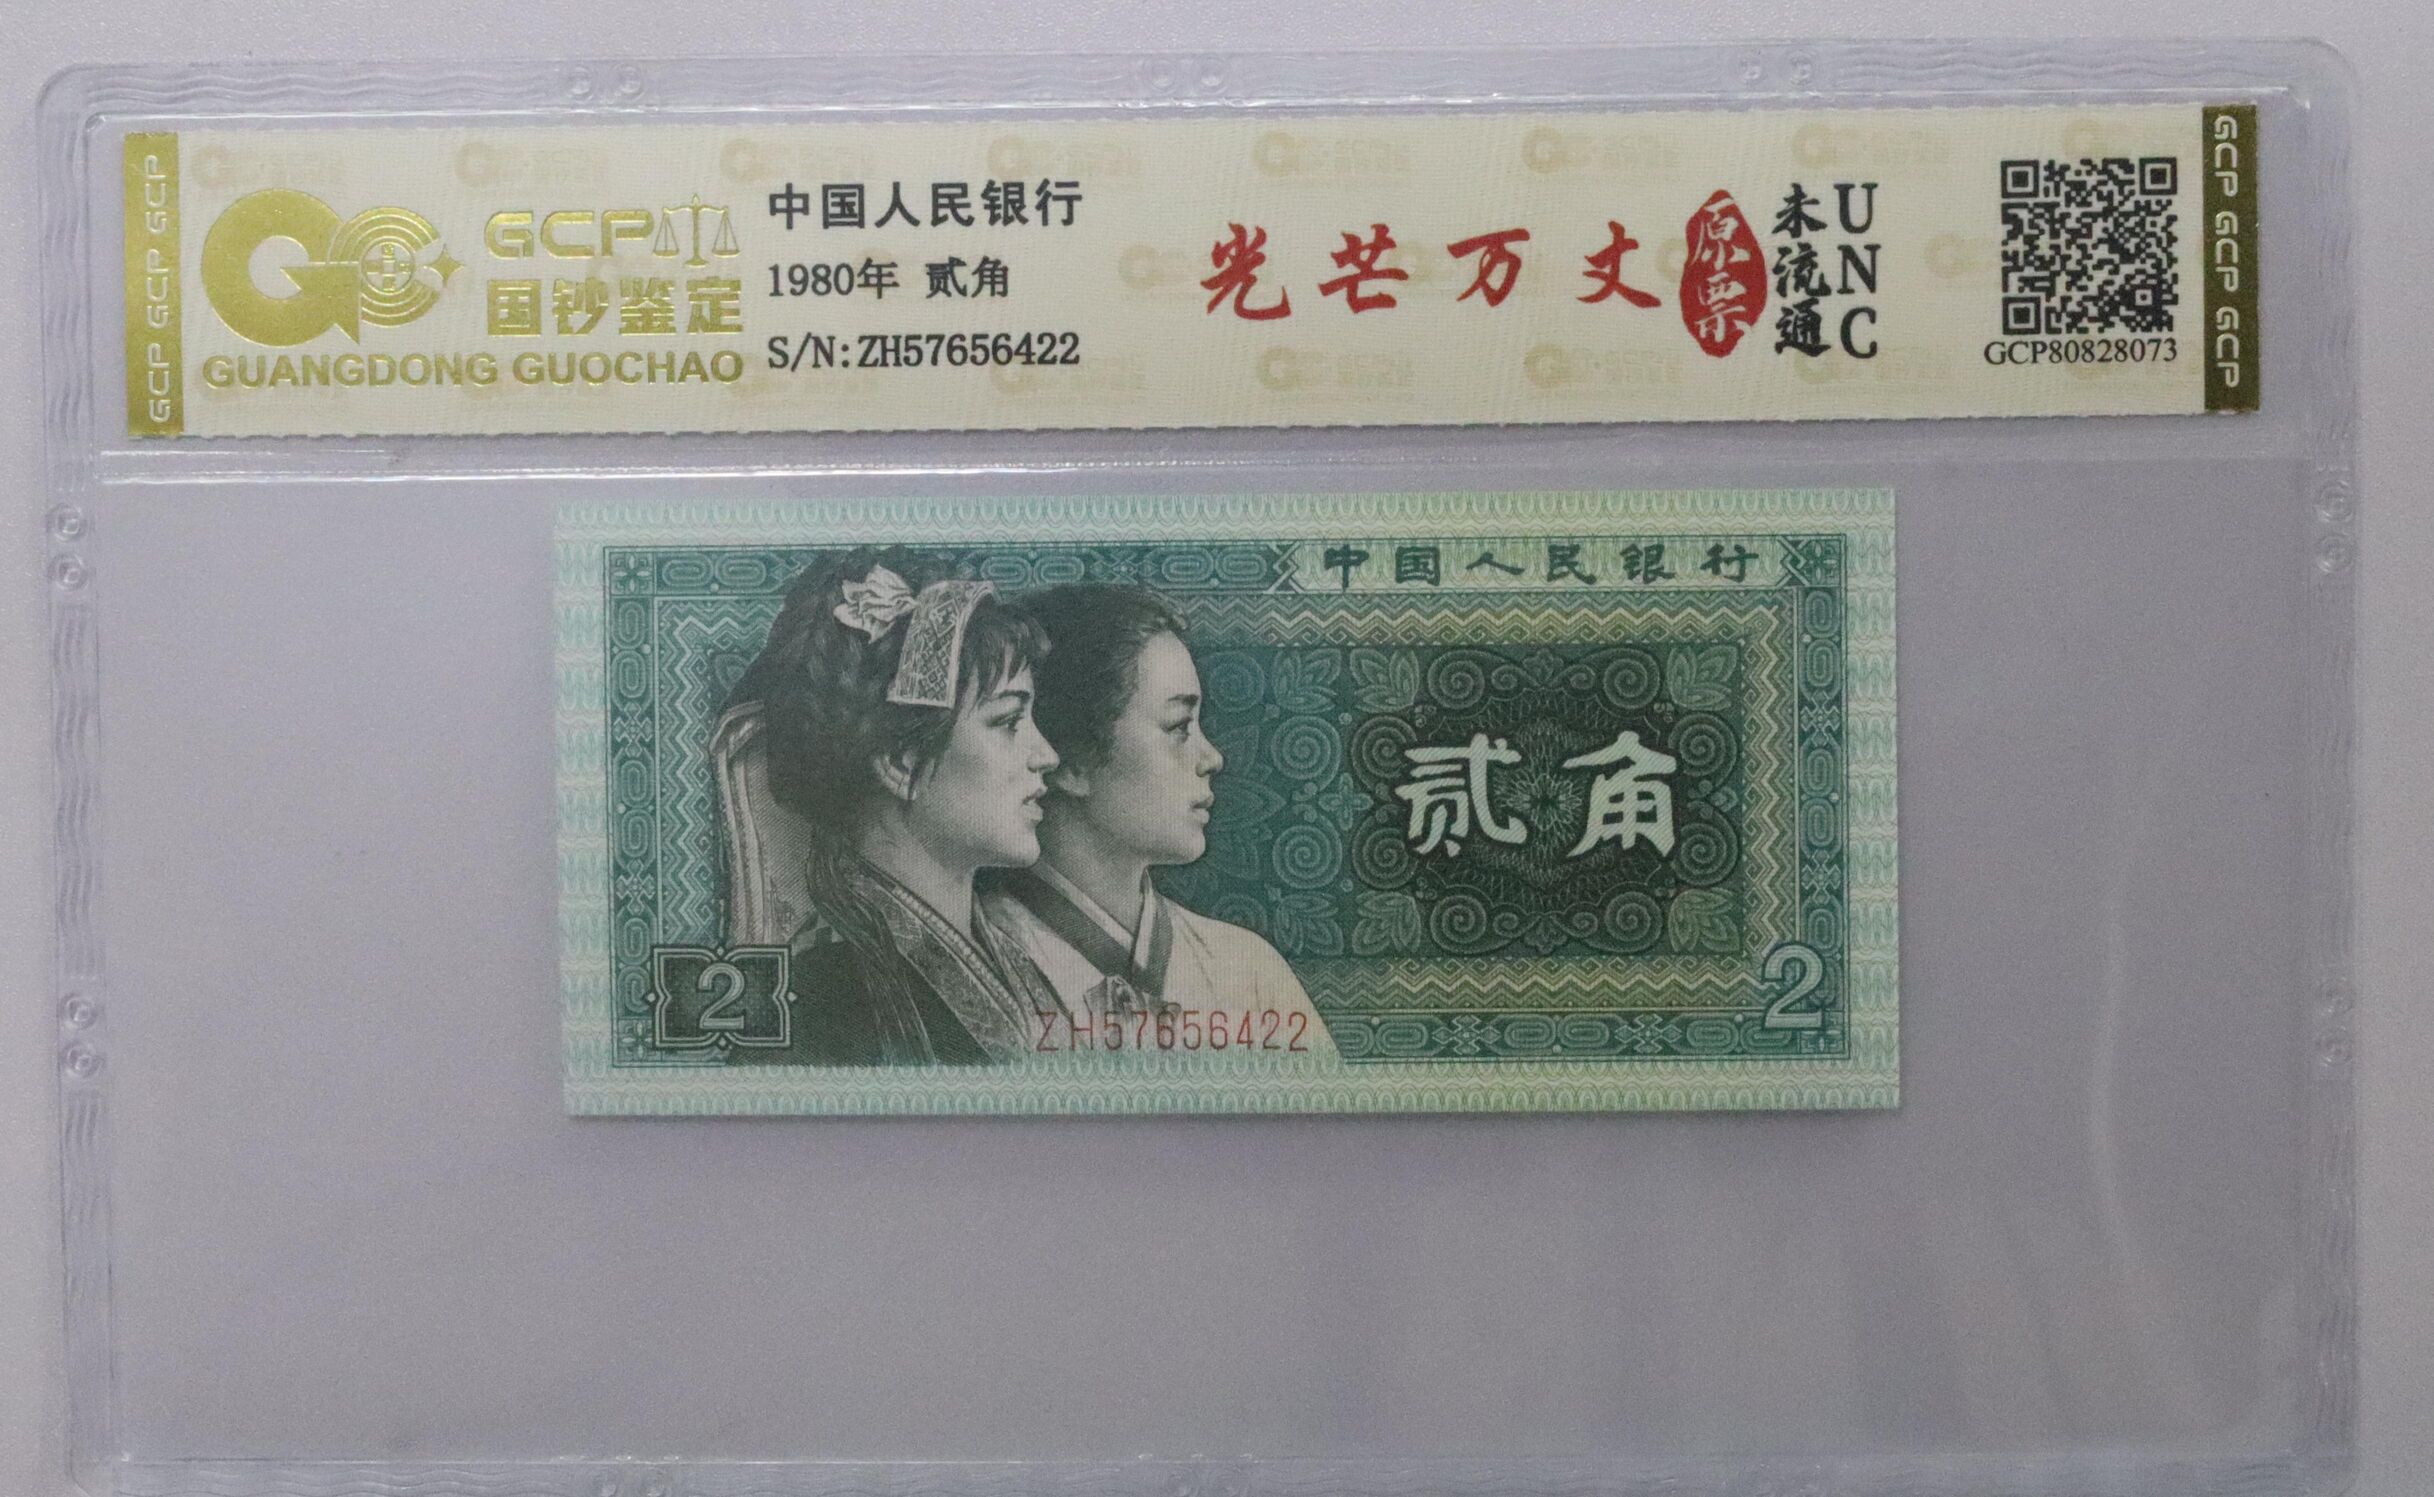 GCP GCP GCP
GCP
国钞鉴定
GUANGDONG GUOCHAO
中国人民银行
1980年 贰角
S/N:ZH57656422
光芒万丈
原票
未流通
UNC
GCP80828073
GCP GCP GCP
中国人民银行
贰角
2
2
ZH57656422